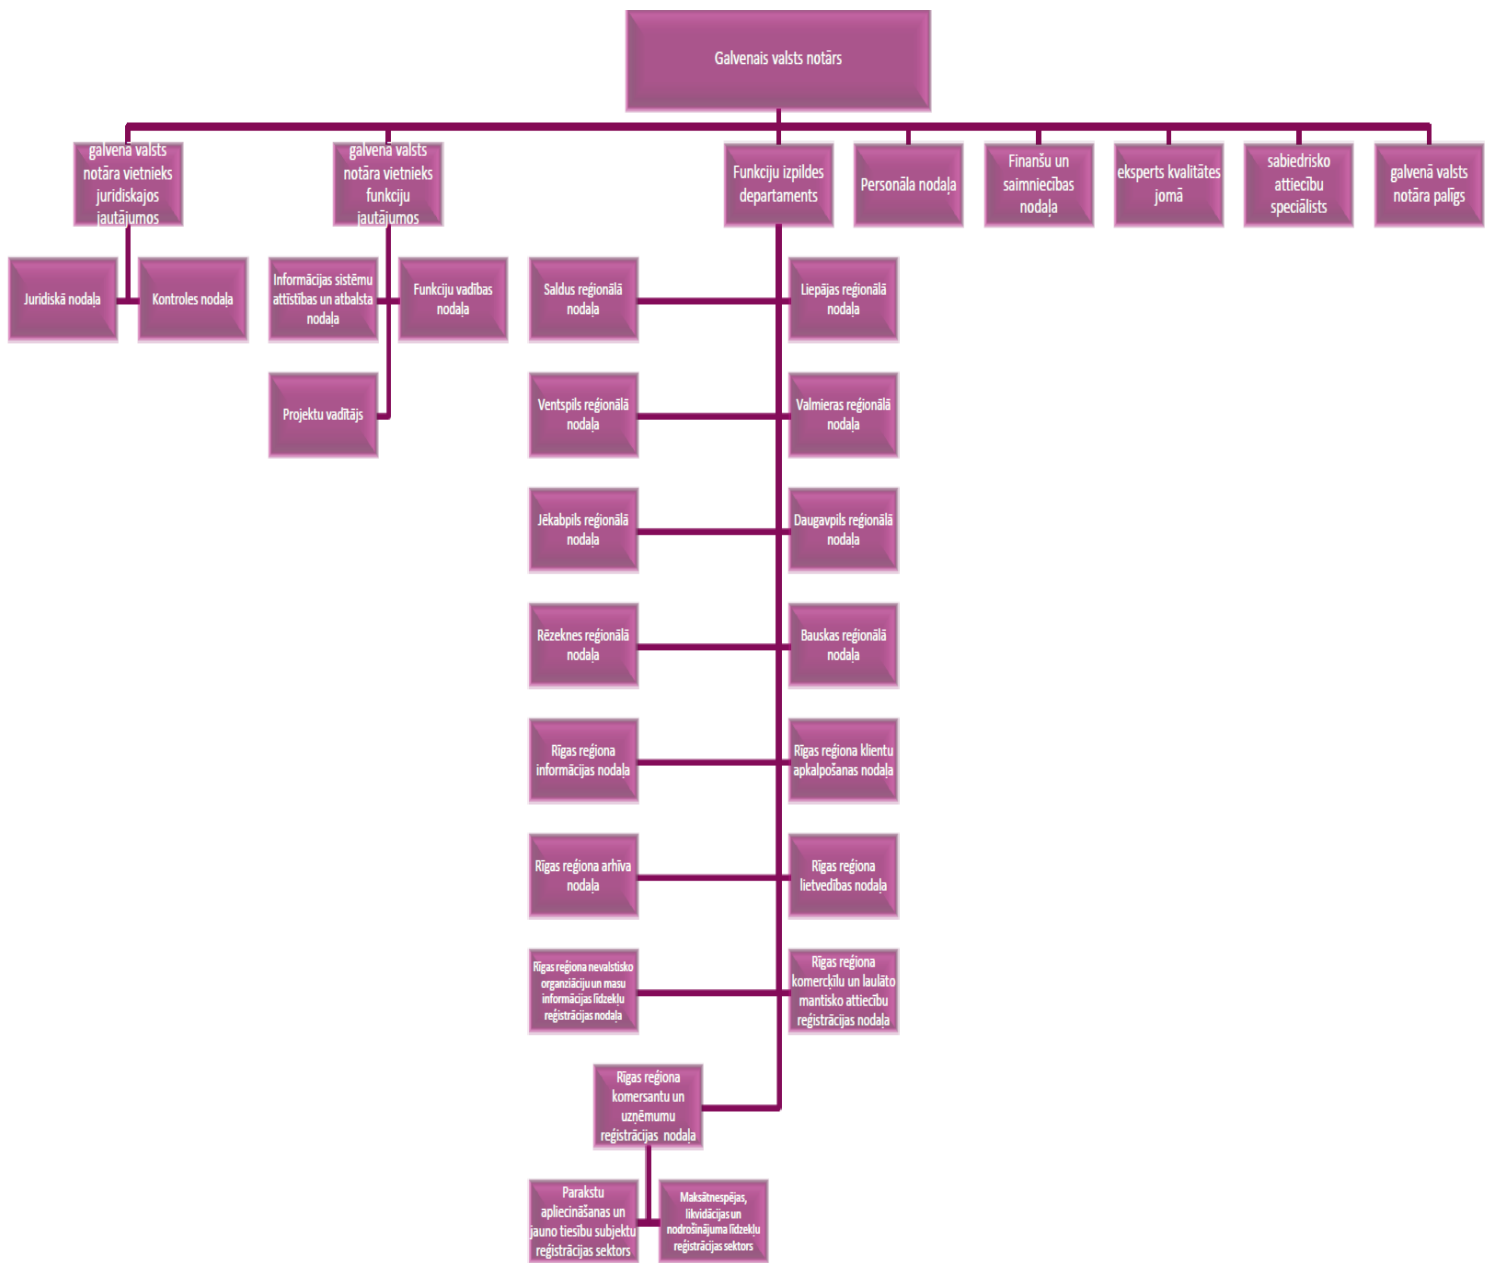 Galvenais valsts notārs
galvenā valsts
notāra vietnieks
juridiskajos
jautājumos
galvenā valsts
notāra vietnieks
funkciju
jautājumos
Funkciju izpildes
departaments
Personāla nodaļa
Finanšu un
saimniecības
nodaļa
eksperts kvalitātes
jomā
sabiedrisko
attiecību
speciālists
galvenā valsts
notāra palīgs
Juridiskā nodaļa
Kontroles nodaļa
Informācijas sistēmu
attīstības un atbalsta
nodaļa
Funkciju vadības
nodaļa
Saldus reģionālā
nodaļa
Liepājas reģionālā
nodaļa
Projektu vadītājs
Ventspils reģionālā
nodaļa
Valmieras reģionālā
nodaļa
Jēkabpils reģionālā
nodaļa
Daugavpils reģionālā
nodaļa
Rēzeknes reģionālā
nodaļa
Bauskas reģionālā
nodaļa
Rīgas reģiona
informācijas nodaļa
Rīgas reģiona klientu
apkalpošanas nodaļa
Rīgas reģiona arhīva
nodaļa
Rīgas reģiona
lietvedības nodaļa
Rīgas reģiona nevalstisko
organziāciju un masu
informācijas līdzekļu
reģistrācijas nodaļa
Rīgas reģiona
komercķīlu un laulāto
mantisko attiecību
reģistrācijas nodaļa
Rīgas reģiona
komersantu un
uzņēmumu
reģistrācijas nodaļa
Parakstu
apliecināšanas un
jauno tiesību subjektu
reģistrācijas sektors
Maksātnespējas,
likvidācijas un
nodrošinājuma līdzekļu
reģistrācijas sektors